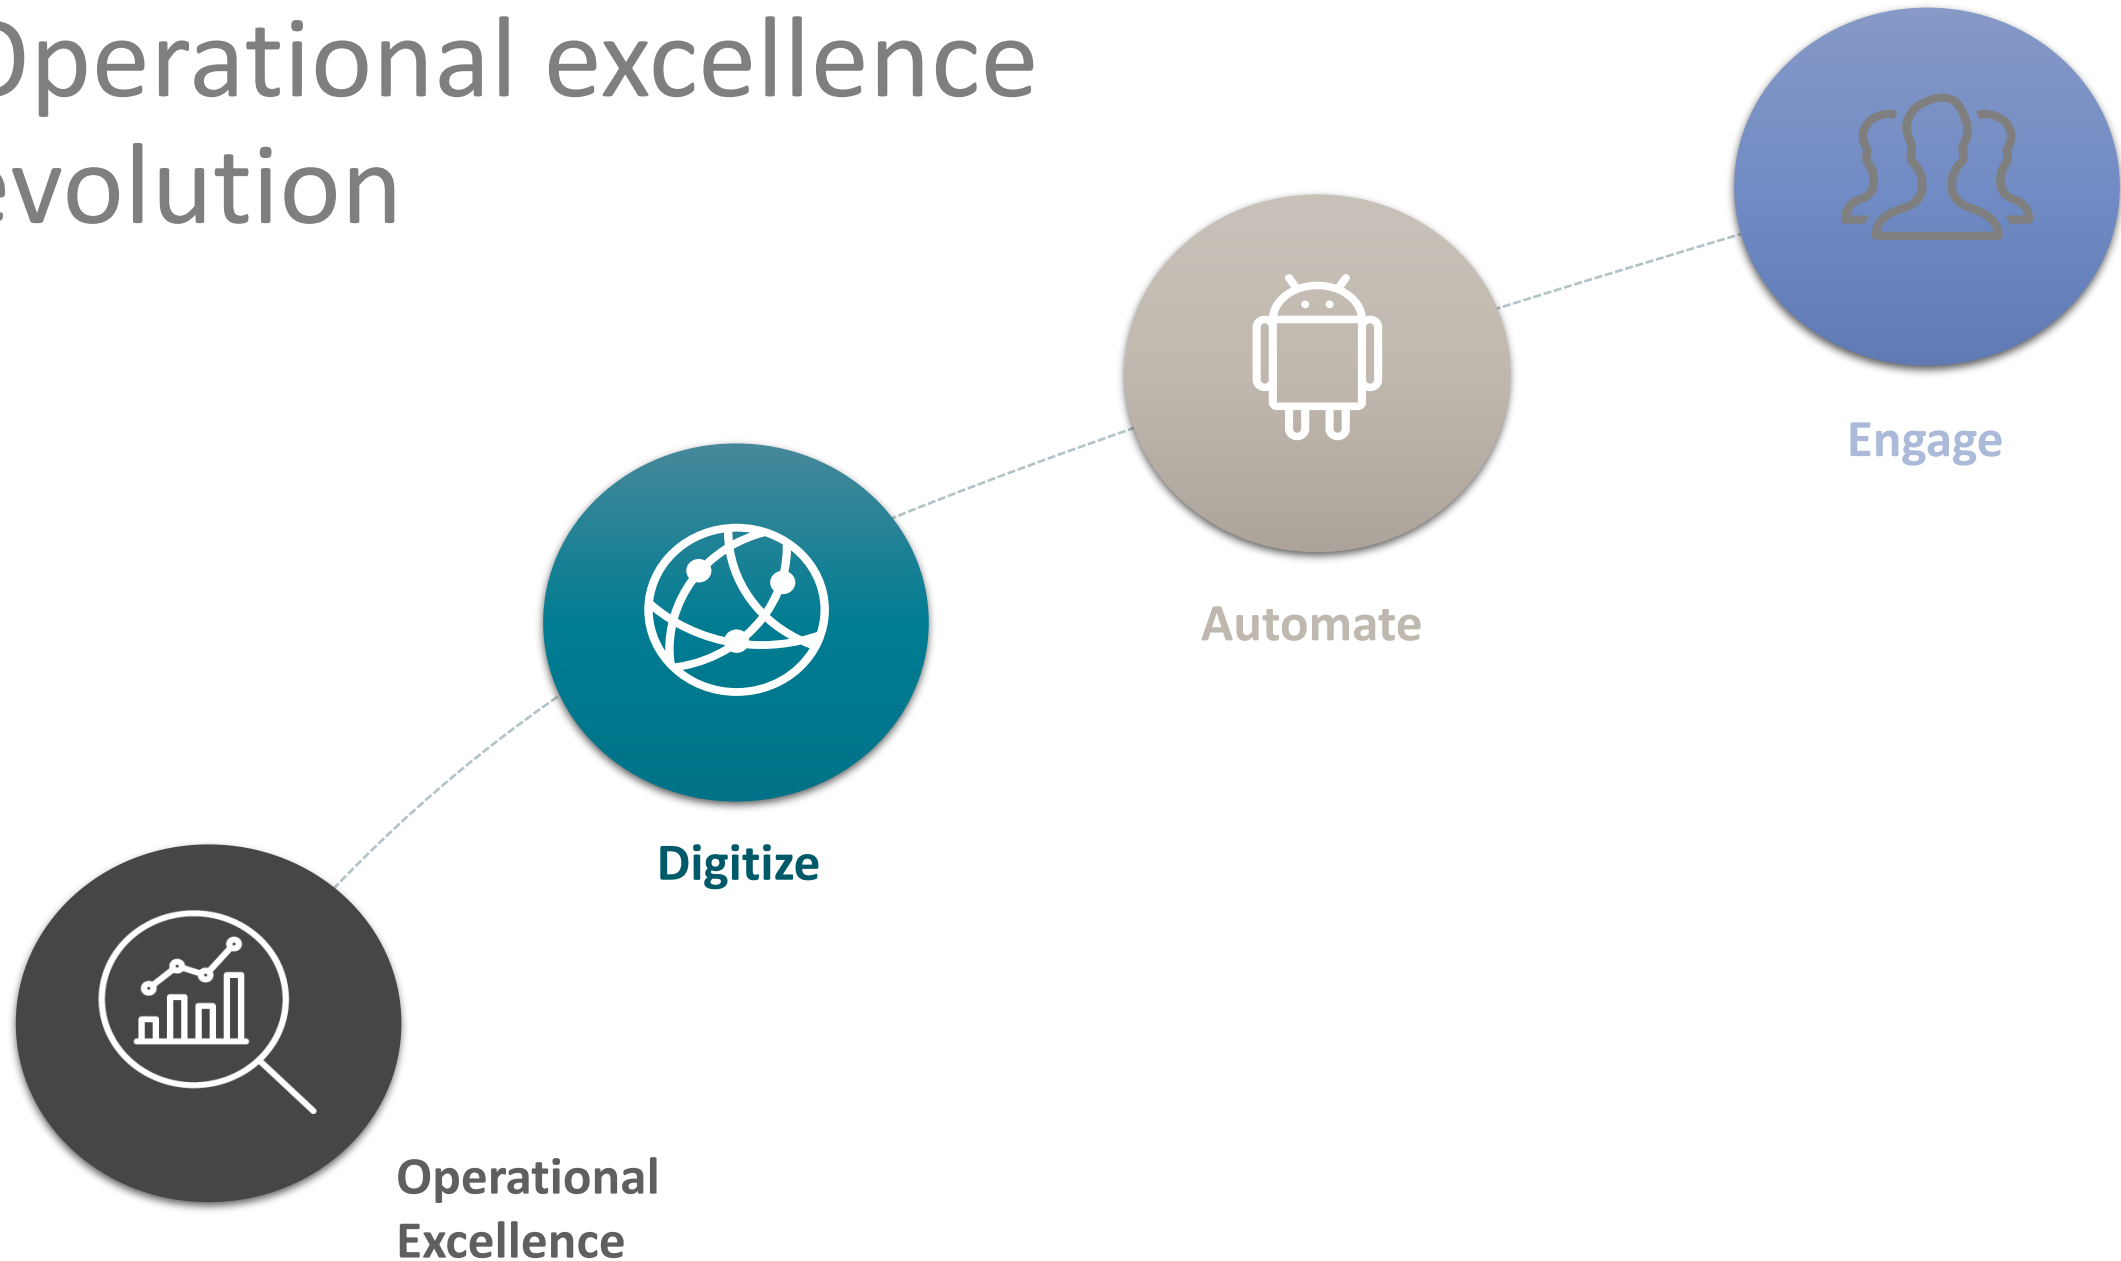 Operational excellence
evolution
Engage
Automate
Digitize
Operational
Excellence